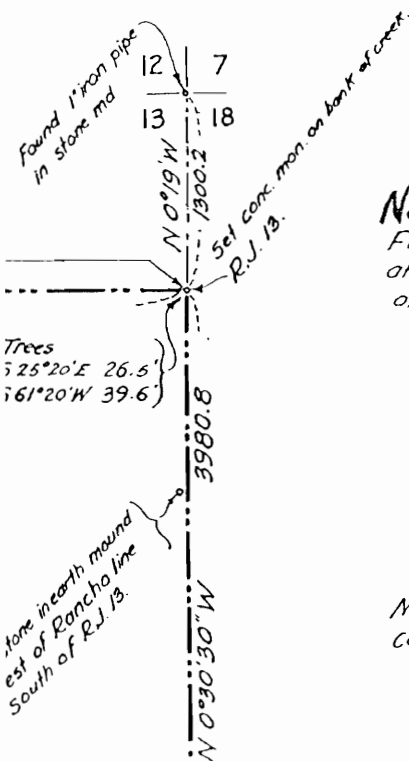 Found 1" iron pipe
in stone md
12 7
13 18
N 0°19'W
1300.2
Set conc. mon. on bank of creek.
R.J. 13.
Trees
S 25°20'E 26.5'
S 61°20'W 39.6'
3980.8
stone in earth mound
est of Rancho line
South of R.J. 13.
N 0°30'30"W